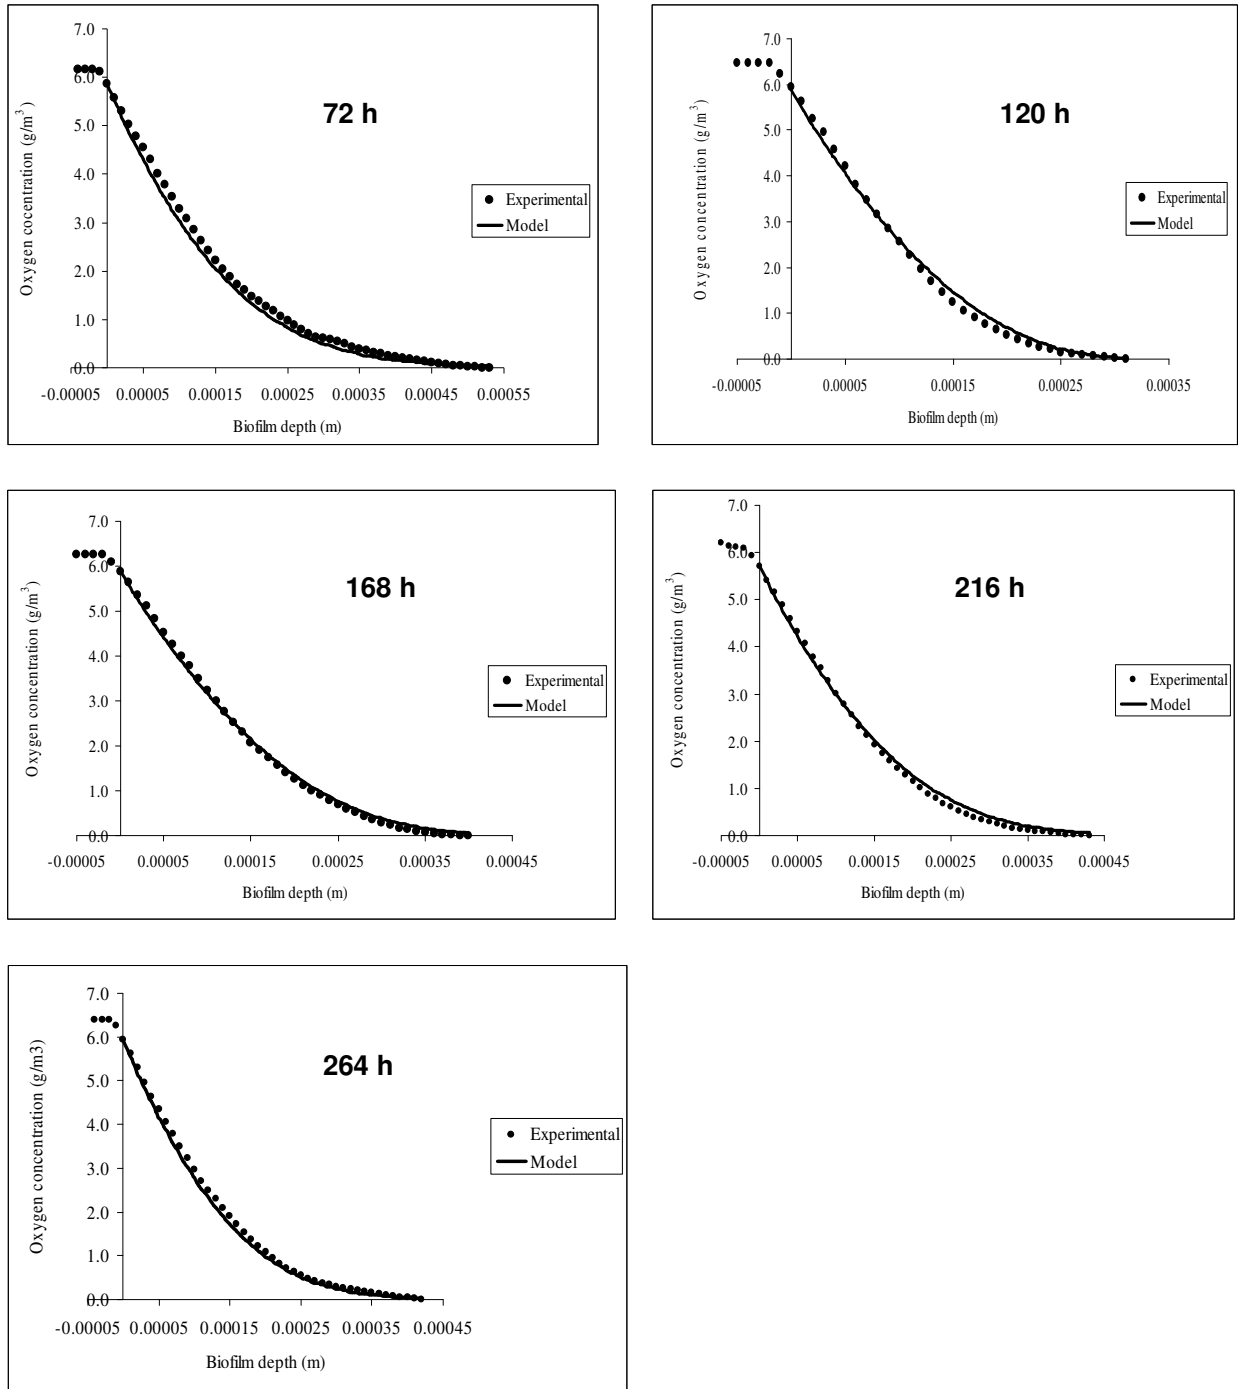 7.0
6.0
5.0
4.0
3.0
2.0
1.0
0.0
-0.00005 0.00005 0.00015 0.00025 0.00035 0.00045 0.00055
Oxygen cocentration (g/m³)
Biofilm depth (m)
72 h
Experimental
Model
7.0
6.0
5.0
4.0
3.0
2.0
1.0
0.0
-0.00005 0.00005 0.00015 0.00025 0.00035
Oxygen concentration (g/m³)
Biofilm depth (m)
120 h
Experimental
Model
7.0
6.0
5.0
4.0
3.0
2.0
1.0
0.0
-0.00005 0.00005 0.00015 0.00025 0.00035 0.00045
Oxygen concentration (g/m³)
Biofilm depth (m)
168 h
Experimental
Model
7.0
6.0
5.0
4.0
3.0
2.0
1.0
0.0
-0.00005 0.00005 0.00015 0.00025 0.00035 0.00045
Oxygen concentration (g/m³)
Biofilm depth (m)
216 h
Experimental
Model
7.0
6.0
5.0
4.0
3.0
2.0
1.0
0.0
-0.00005 0.00005 0.00015 0.00025 0.00035 0.00045
Oxygen concentration (g/m3)
Biofilm depth (m)
264 h
Experimental
Model